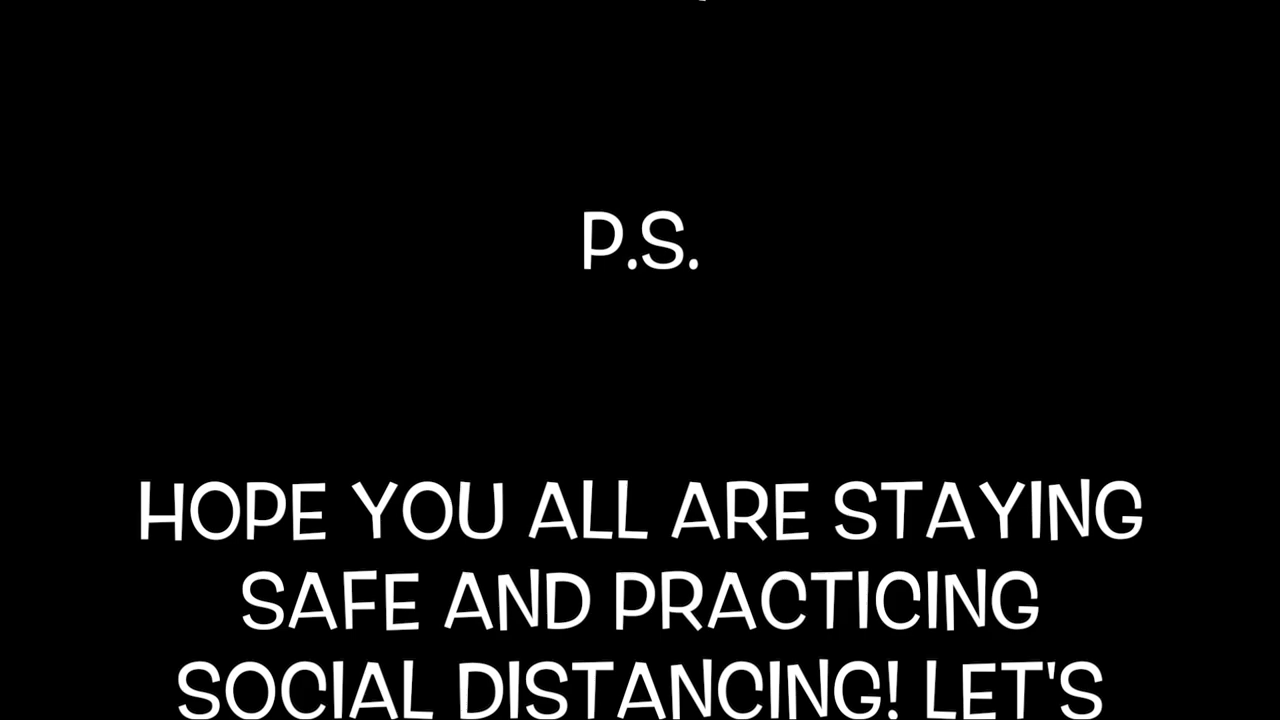 P.S.
HOPE YOU ALL ARE STAYING
SAFE AND PRACTICING
SOCIAL DISTANCING! LET'S